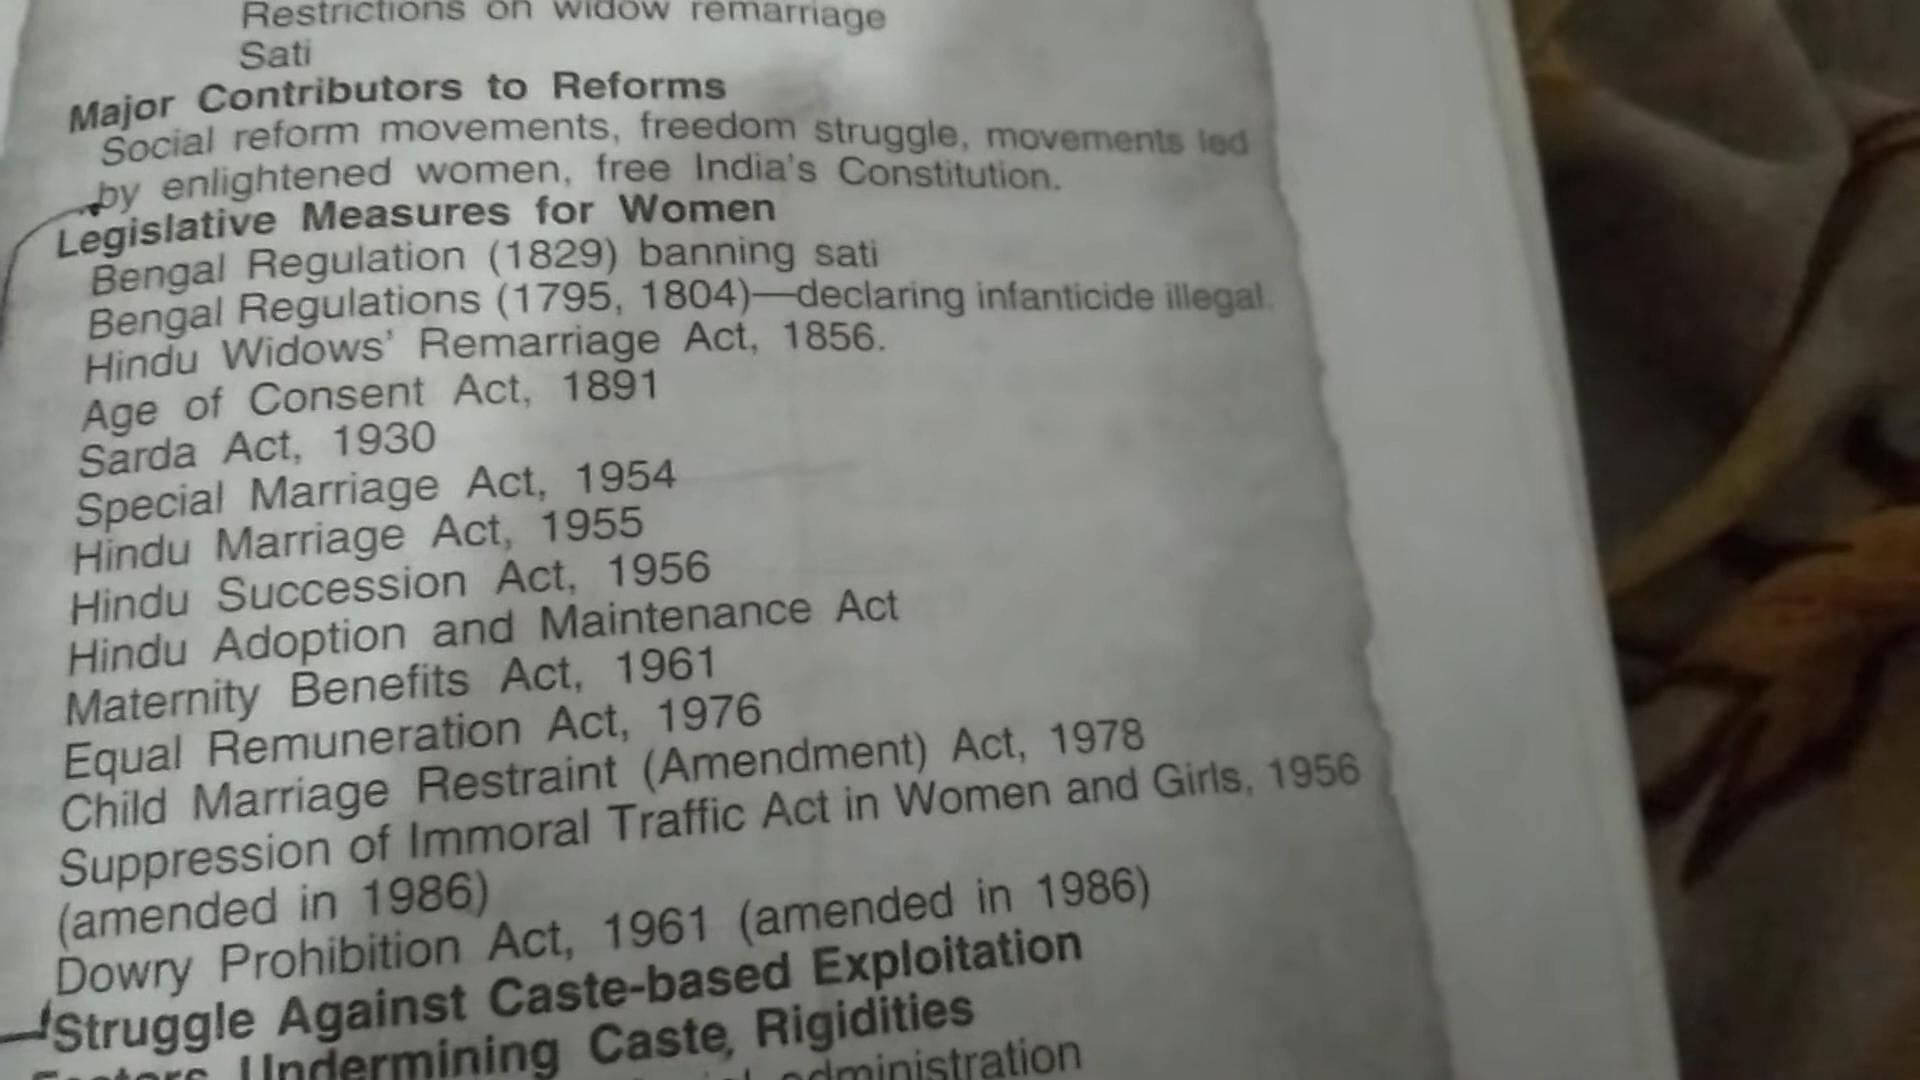 Restrictions on widow remarriage
Sati
Major Contributors to Reforms
Social reform movements, freedom struggle, movements led
by enlightened women, free India's Constitution.
Legislative Measures for Women
Bengal Regulation (1829) banning sati
Bengal Regulations (1795, 1804)—declaring infanticide illegal.
Hindu Widows' Remarriage Act, 1856.
Age of Consent Act, 1891
Sarda Act, 1930
Special Marriage Act, 1954
Hindu Marriage Act, 1955
Hindu Succession Act, 1956
Hindu Adoption and Maintenance Act
Maternity Benefits Act, 1961
Equal Remuneration Act, 1976
Child Marriage Restraint (Amendment) Act, 1978
Suppression of Immoral Traffic Act in Women and Girls, 1956
(amended in 1986)
Dowry Prohibition Act, 1961 (amended in 1986)
Struggle Against Caste-based Exploitation
Factors Undermining Caste, Rigidities
administration